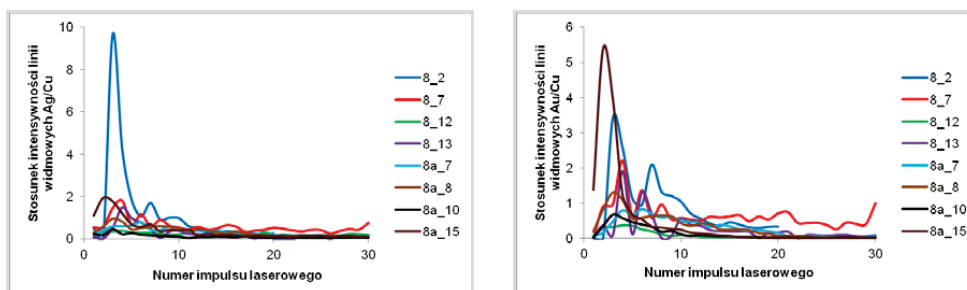 Stosunek intensywności linii
widmowych Ag/Cu
10
8
6
4
2
0
0
10
20
30
Numer impulsu laserowego
8_2
8_7
8_12
8_13
8a_7
8a_8
8a_10
8a_15
Stosunek intensywności linii
widmowych Au/Cu
6
5
4
3
2
1
0
0
10
20
30
Numer impulsu laserowego
8_2
8_7
8_12
8_13
8a_7
8a_8
8a_10
8a_15